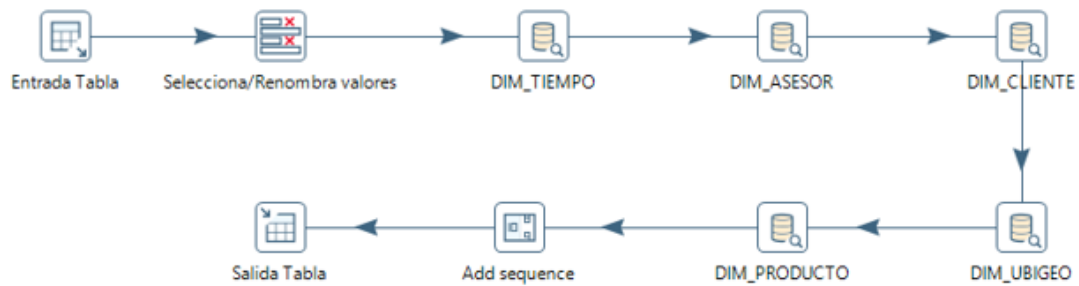 Entrada Tabla
Selecciona/Renombra valores
DIM_TIEMPO
DIM_ASESOR
DIM_CLIENTE
Salida Tabla
Add sequence
DIM_PRODUCTO
DIM_UBIGEO